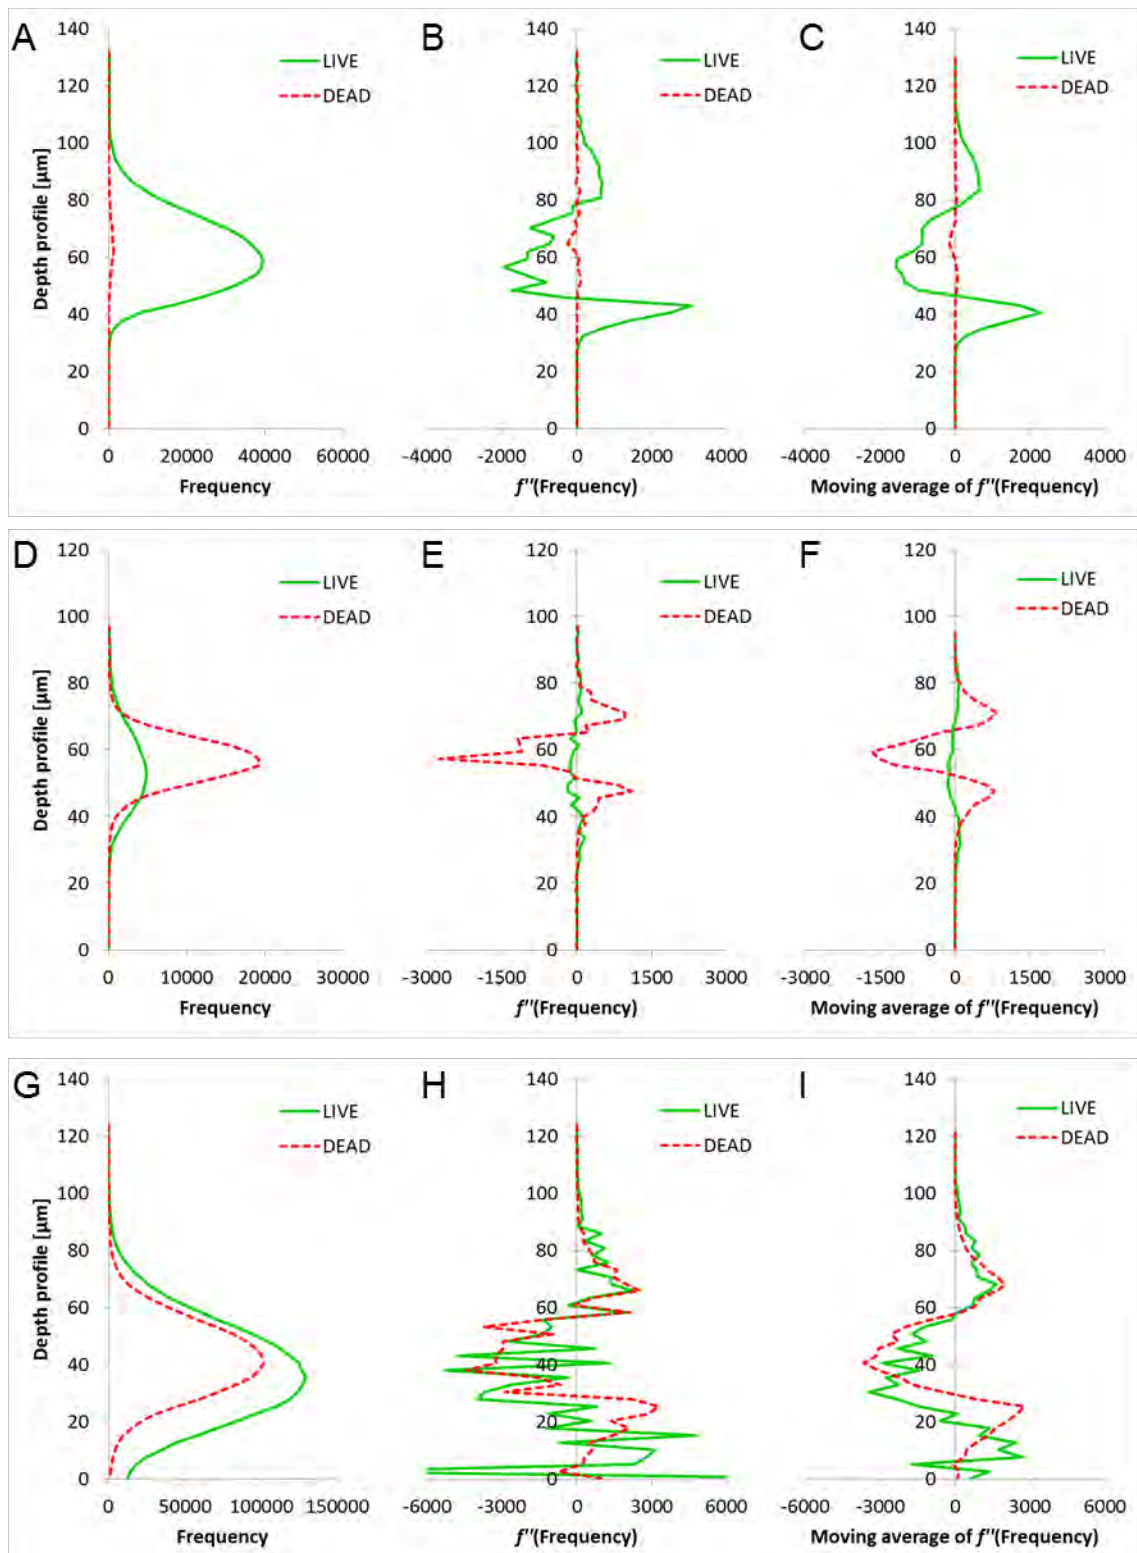 A
B
C
LIVE
DEAD
LIVE
DEAD
LIVE
DEAD
Depth profile [µm]
140
120
100
80
60
40
20
0
140
120
100
80
60
40
20
0
140
120
100
80
60
40
20
0
0 20000 40000 60000
-4000 -2000 0 2000 4000
-4000 -2000 0 2000 4000
Frequency
f''(Frequency)
Moving average of f''(Frequency)
D
E
F
LIVE
DEAD
LIVE
DEAD
LIVE
DEAD
Depth profile [µm]
120
100
80
60
40
20
0
120
100
80
60
40
20
0
120
100
80
60
40
20
0
0 10000 20000 30000
-3000 -1500 0 1500 3000
-3000 -1500 0 1500 3000
Frequency
f''(Frequency)
Moving average of f''(Frequency)
G
H
I
LIVE
DEAD
LIVE
DEAD
LIVE
DEAD
Depth profile [µm]
140
120
100
80
60
40
20
0
140
120
100
80
60
40
20
0
140
120
100
80
60
40
20
0
0 50000 100000 150000
-6000 -3000 0 3000 6000
-6000 -3000 0 3000 6000
Frequency
f''(Frequency)
Moving average of f''(Frequency)